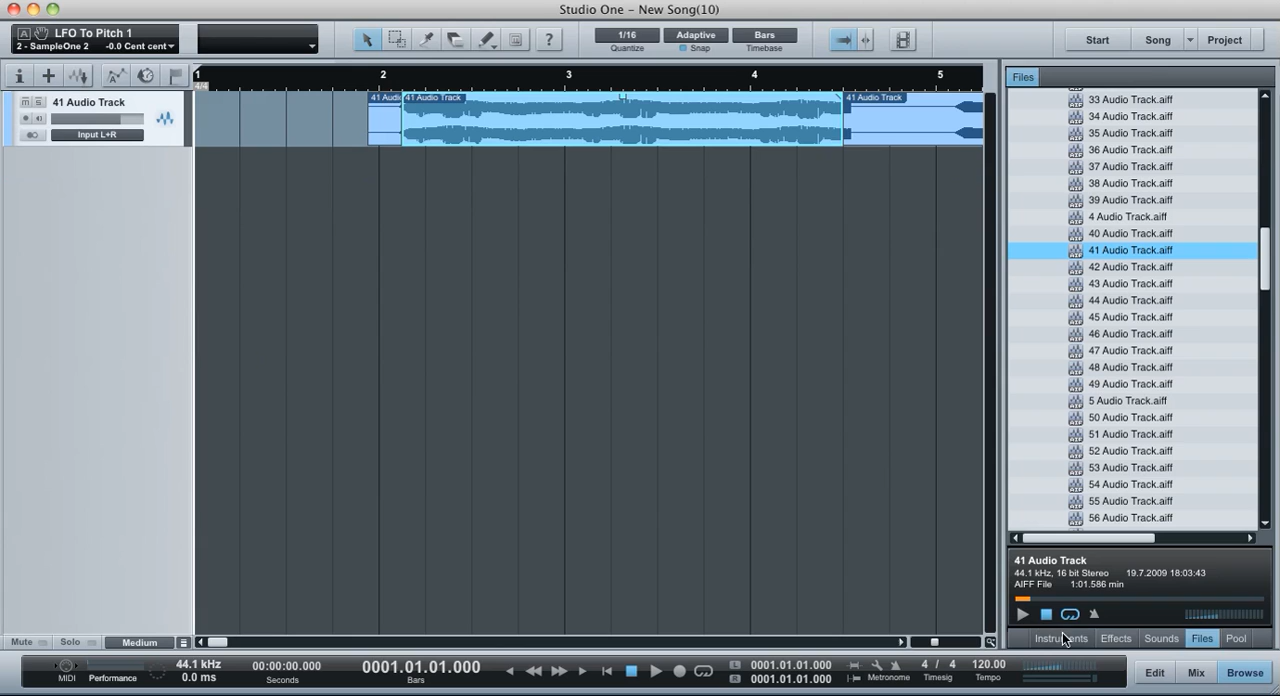 Studio One - New Song(10)
A LFO To Pitch 1
2 - SampleOne 2 -0.0 Cent cent
1/16
Quantize
Adaptive
Snap
Bars
Timebase
Start Song Project
1 2 3 4 5
4/4
Files
41 Audio Track
M S
Input L+R
41 Audi
41 Audio Track
41 Audio Track
33 Audio Track.aiff
34 Audio Track.aiff
35 Audio Track.aiff
36 Audio Track.aiff
37 Audio Track.aiff
38 Audio Track.aiff
39 Audio Track.aiff
4 Audio Track.aiff
40 Audio Track.aiff
41 Audio Track.aiff
42 Audio Track.aiff
43 Audio Track.aiff
44 Audio Track.aiff
45 Audio Track.aiff
46 Audio Track.aiff
47 Audio Track.aiff
48 Audio Track.aiff
49 Audio Track.aiff
5 Audio Track.aiff
50 Audio Track.aiff
51 Audio Track.aiff
52 Audio Track.aiff
53 Audio Track.aiff
54 Audio Track.aiff
55 Audio Track.aiff
56 Audio Track.aiff
41 Audio Track
44.1 kHz, 16 bit Stereo 19.7.2009 18:03:43
AIFF File 1:01.586 min
Instruments Effects Sounds Files Pool
Mute Solo Medium
MIDI
Performance
44.1 kHz
0.0 ms
00:00:00.000
Seconds
0001.01.01.000
Bars
L 0001.01.01.000
R 0001.01.01.000
Metronome
4 / 4
Timesig
120.00
Tempo
Edit Mix Browse